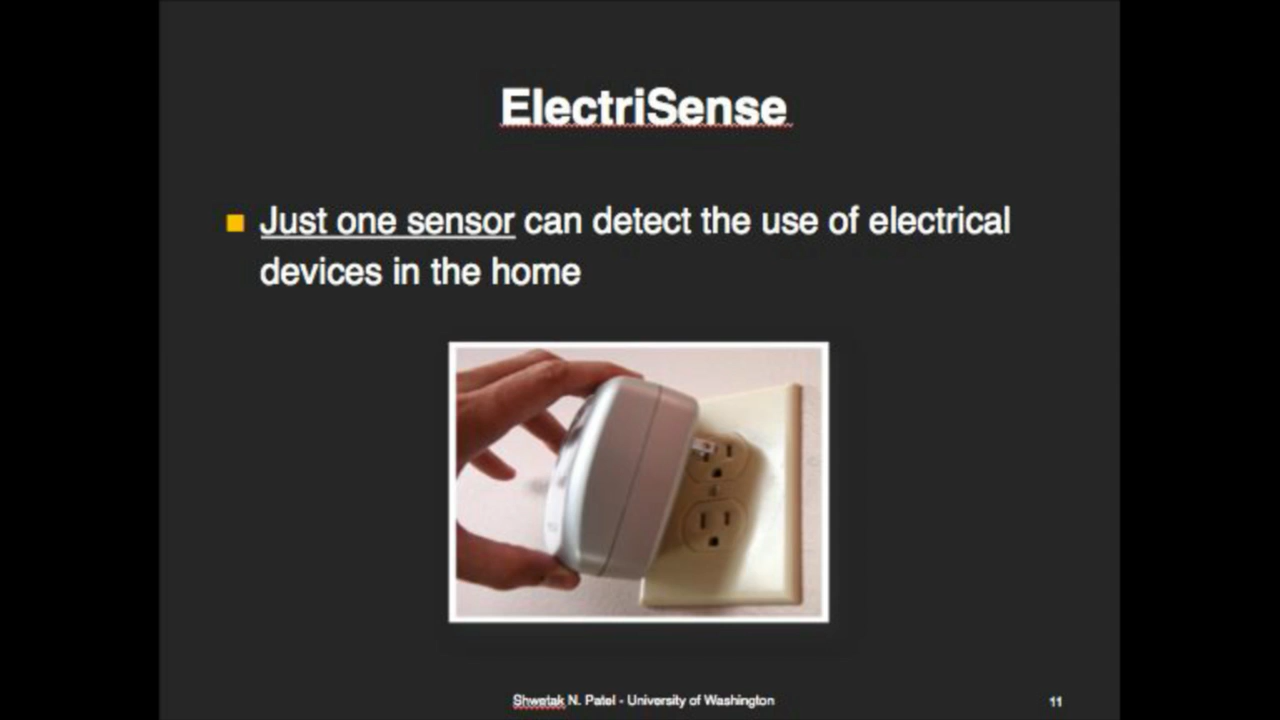 ElectriSense
Just one sensor can detect the use of electrical
devices in the home
Shwetak N. Patel - University of Washington
11